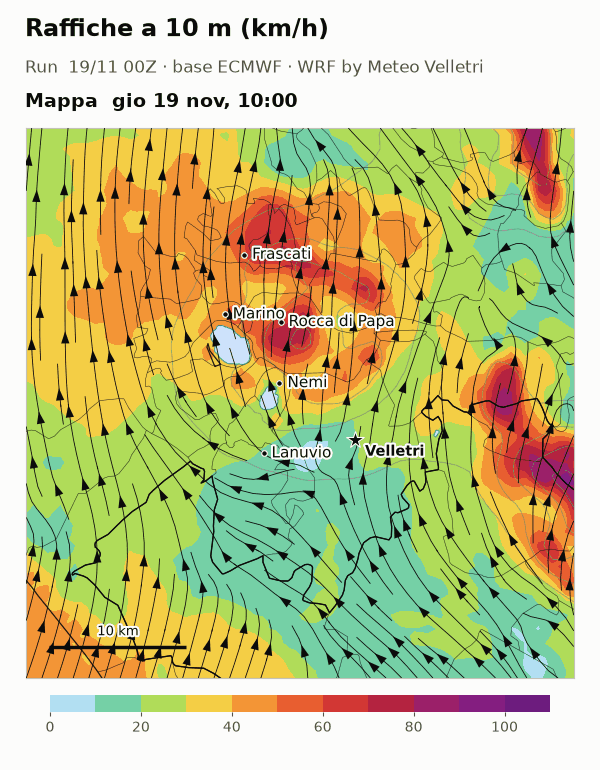 Raffiche a 10 m (km/h)
Run  19/11 00Z · base ECMWF · WRF by Meteo Velletri
Mappa  gio 19 nov, 10:00
Frascati
Marino
Rocca di Papa
Nemi
Lanuvio
Velletri
10 km
0 20 40 60 80 100